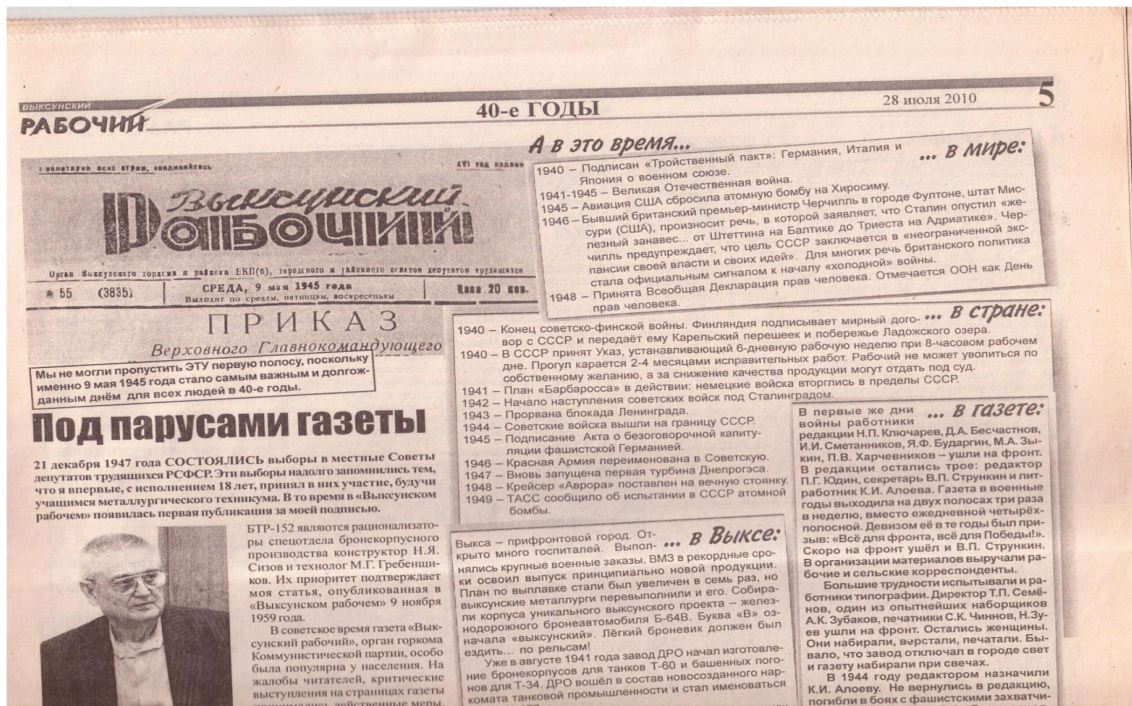 ВЫКСУНСКИЙ
РАБОЧИЙ
40-е ГОДЫ
28 июля 2010
5
Пролетарии всех стран, соединяйтесь
XVI год издания
Выксунский
Рабочий
Орган Выксунского горкома и райкома ВКП(б), городского и районного советов депутатов трудящихся
№ 55 (3835)
СРЕДА, 9 мая 1945 года
Выходит по средам, пятницам, воскресеньям
Цена 20 коп.
ПРИКАЗ
Верховного Главнокомандующего
Мы не могли пропустить ЭТУ первую полосу, поскольку
именно 9 мая 1945 года стало самым важным и долгож-
данным днём для всех людей в 40-е годы.
Под парусами газеты
21 декабря 1947 года СОСТОЯЛИСЬ выборы в местные Советы
депутатов трудящихся РСФСР. Эти выборы надолго запомнились тем,
что я впервые, с исполнением 18 лет, принял в них участие, будучи
учащимся металлургического техникума. В то время в «Выксунском
рабочем» появилась первая публикация за моей подписью.
БТР-152 являются рационализато-
ры спецотдела бронекорпусного
производства конструктор Н.Я.
Сизов и технолог М.Г. Гребенщи-
ков. Их приоритет подтверждает
моя статья, опубликованная в
«Выксунском рабочем» 9 ноября
1959 года.
В советское время газета «Вык-
сунский рабочий», орган горкома
Коммунистической партии, особо
была популярна у населения. На
жалобы читателей, критические
выступления на страницах газеты
принимались действенные меры.
А в это время...
... в мире:
1940 – Подписан «Тройственный пакт»: Германия, Италия и
Япония о военном союзе.
1941-1945 – Великая Отечественная война.
1945 – Авиация США сбросила атомную бомбу на Хиросиму.
1946 – Бывший британский премьер-министр Черчилль в городе Фултоне, штат Мис-
сури (США), произносит речь, в которой заявляет, что Сталин опустил «же-
лезный занавес... от Штеттина на Балтике до Триеста на Адриатике». Чер-
чилль предупреждает, что цель СССР заключается в «неограниченной экс-
пансии своей власти и своих идей». Для многих речь британского политика
стала официальным сигналом к началу «холодной» войны.
1948 – Принята Всеобщая Декларация прав человека. Отмечается ООН как День
прав человека.
... в стране:
1940 – Конец советско-финской войны. Финляндия подписывает мирный дого-
вор с СССР и передаёт ему Карельский перешеек и побережье Ладожского озера.
1940 – В СССР принят Указ, устанавливающий 6-дневную рабочую неделю при 8-часовом рабочем
дне. Прогул карается 2-4 месяцами исправительных работ. Рабочий не может уволиться по
собственному желанию, а за снижение качества продукции могут отдать под суд.
1941 – План «Барбаросса» в действии: немецкие войска вторглись в пределы СССР.
1942 – Начало наступления советских войск под Сталинградом.
1943 – Прорвана блокада Ленинграда.
1944 – Советские войска вышли на границу СССР.
1945 – Подписание Акта о безоговорочной капиту-
ляции фашистской Германией.
1946 – Красная Армия переименована в Советскую.
1947 – Вновь запущена первая турбина Днепрогэса.
1948 – Крейсер «Аврора» поставлен на вечную стоянку.
1949 – ТАСС сообщило об испытании в СССР атомной
бомбы.
... в Выксе:
Выкса – прифронтовой город. От-
крыто много госпиталей. Выпол-
нялись крупные военные заказы. ВМЗ в рекордные сро-
ки освоил выпуск принципиально новой продукции.
План по выплавке стали был увеличен в семь раз, но
выксунские металлурги перевыполнили и его. Собира-
ли корпуса уникального выксунского проекта – желез-
нодорожного бронеавтомобиля Б-64В. Буква «В» оз-
начала «выксунский». Лёгкий броневик должен был
ездить... по рельсам!
Уже в августе 1941 года завод ДРО начал изготовле-
ние бронекорпусов для танков Т-60 и башенных пого-
нов для Т-34. ДРО вошёл в состав новосозданного нар-
комата танковой промышленности и стал именоваться
... в газете:
В первые же дни
войны работники
редакции Н.П. Ключарев, Д.А. Бесчастнов,
И.И. Сметанников, Я.Ф. Бударгин, М.А. Зы-
кин, П.В. Харчевников – ушли на фронт.
В редакции остались трое: редактор
П.Г. Юдин, секретарь В.П. Стрункин и лит-
работник К.И. Алоева. Газета в военные
годы выходила на двух полосах три раза
в неделю, вместо ежедневной четырёх-
полосной. Девизом её в те годы был при-
зыв: «Всё для фронта, всё для Победы!».
Скоро на фронт ушёл и В.П. Стрункин.
В организации материалов выручали ра-
бочие и сельские корреспонденты.
Большие трудности испытывали и ра-
ботники типографии. Директор Т.П. Семё-
нов, один из опытнейших наборщиков
А.К. Зубаков, печатники С.К. Чиннов, Н.Зу-
ев ушли на фронт. Остались женщины.
Они набирали, вырстали, печатали. Бы-
вало, что завод отключал в городе свет
и газету набирали при свечах.
В 1944 году редактором назначили
К.И. Алоеву. Не вернулись в редакцию,
погибли в боях с фашистскими захватчи-